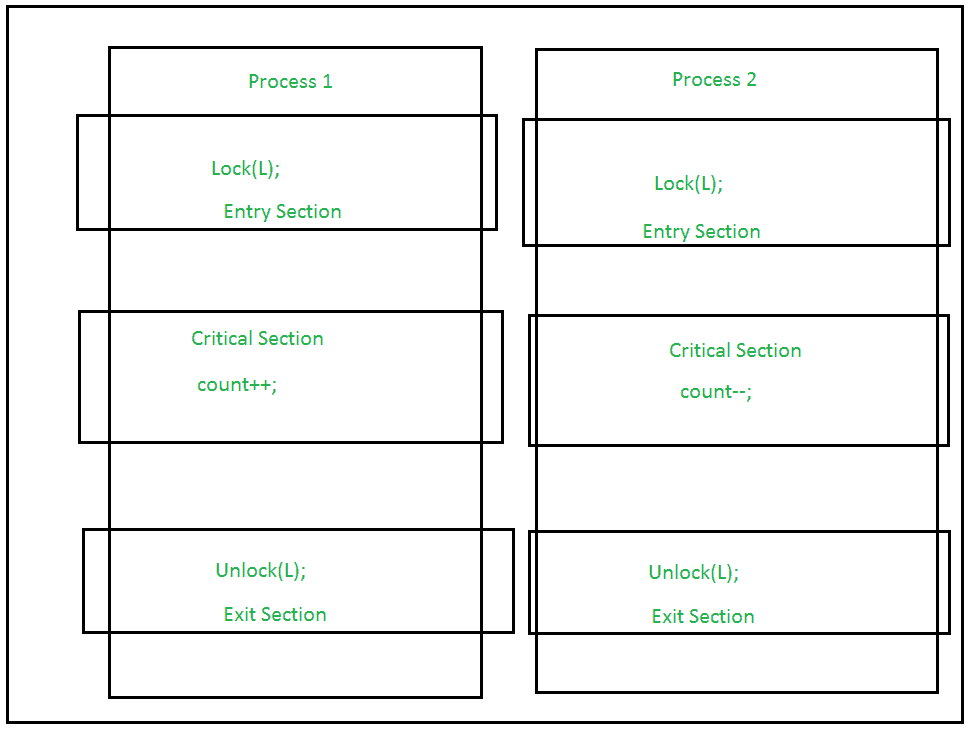 Process 1
Lock(L);
Entry Section
Critical Section
count++;
Unlock(L);
Exit Section
Process 2
Lock(L);
Entry Section
Critical Section
count--;
Unlock(L);
Exit Section